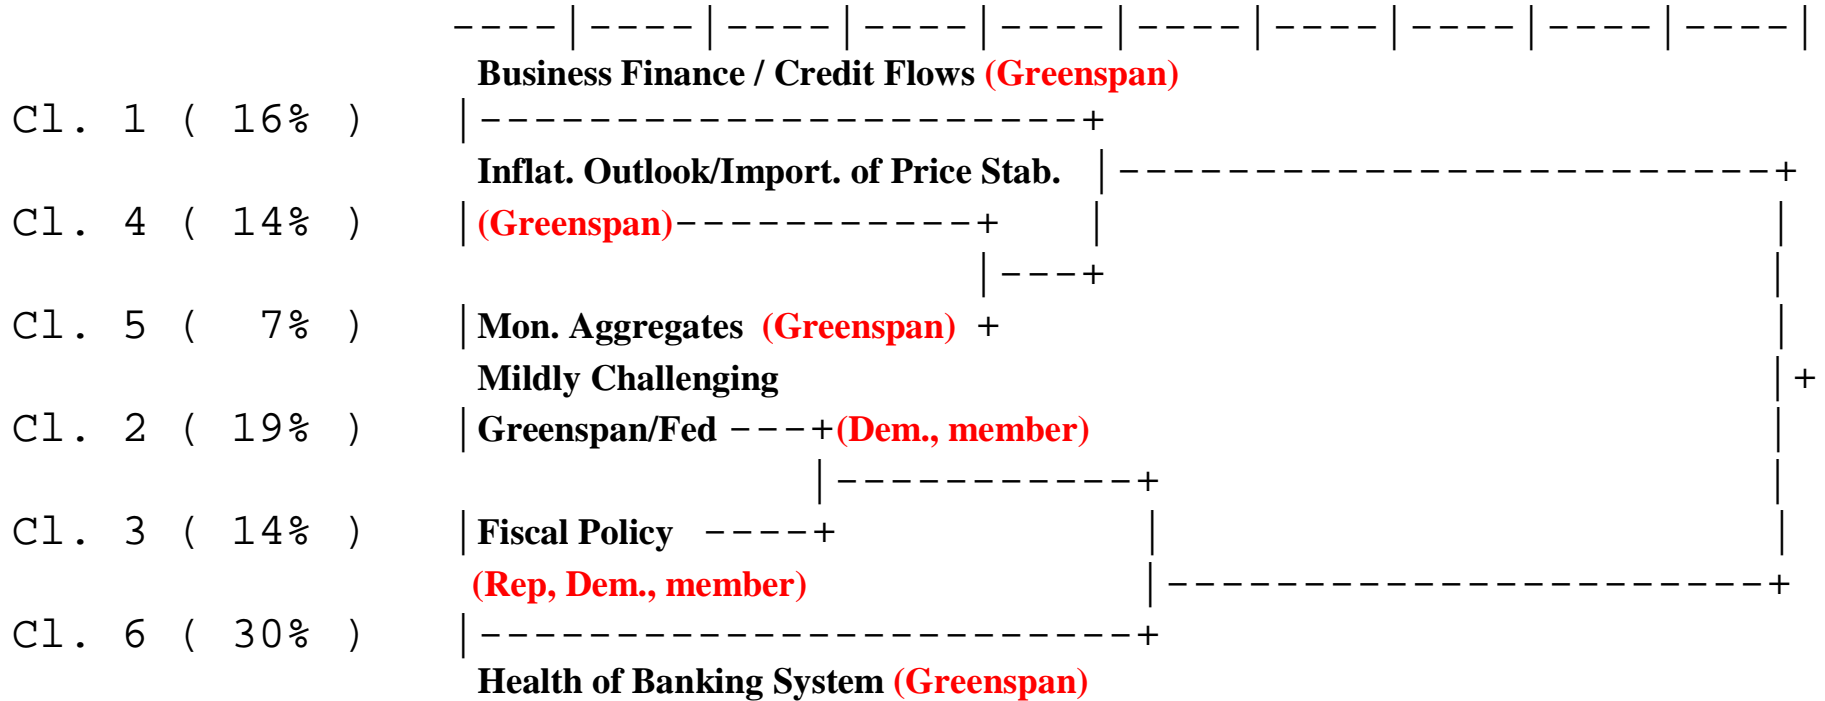 ----|----|----|----|----|----|----|----|----|----|
Business Finance / Credit Flows (Greenspan)
Cl. 1 ( 16% ) |----------------------+
Inflat. Outlook/Import. of Price Stab. |------------------------+
Cl. 4 ( 14% ) |(Greenspan)-----------+ | |
|---+ |
Cl. 5 ( 7% ) |Mon. Aggregates (Greenspan) + |
Mildly Challenging |+
Cl. 2 ( 19% ) |Greenspan/Fed ---+(Dem., member) |
|-----------+ |
Cl. 3 ( 14% ) |Fiscal Policy ----+ | |
(Rep, Dem., member) |----------------------+
Cl. 6 ( 30% ) |------------------------+
Health of Banking System (Greenspan)